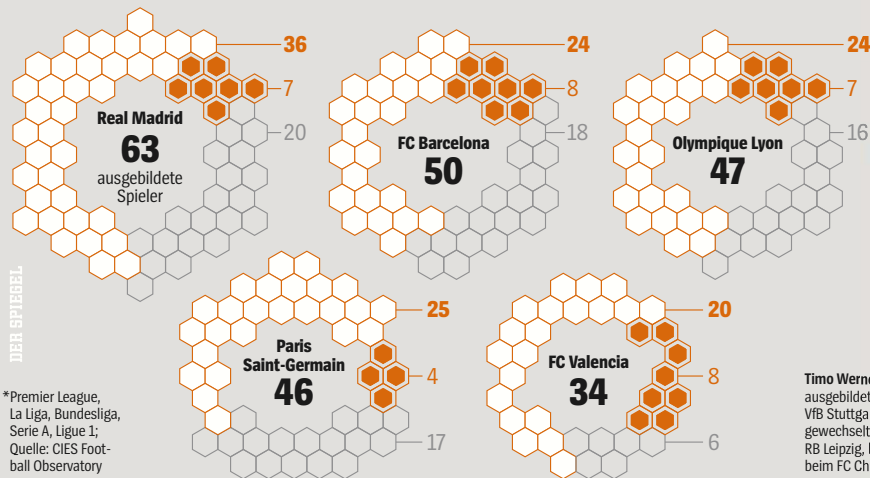 36
7
20
Real Madrid
63
ausgebildete
Spieler
24
8
18
FC Barcelona
50
24
7
16
Olympique Lyon
47
25
4
17
Paris
Saint-Germain
46
20
8
6
FC Valencia
34
DER SPIEGEL
*Premier League,
La Liga, Bundesliga,
Serie A, Ligue 1;
Quelle: CIES Foot-
ball Observatory
Timo Werne
ausgebildet
VfB Stuttga
gewechselt
RB Leipzig,
beim FC Ch